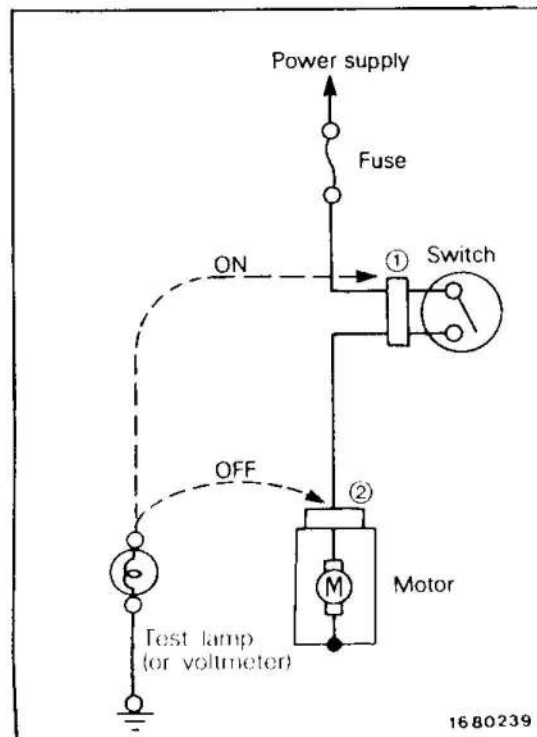 Power supply
Fuse
ON
①
Switch
OFF
②
M
Motor
Test lamp
(or voltmeter)
1680239